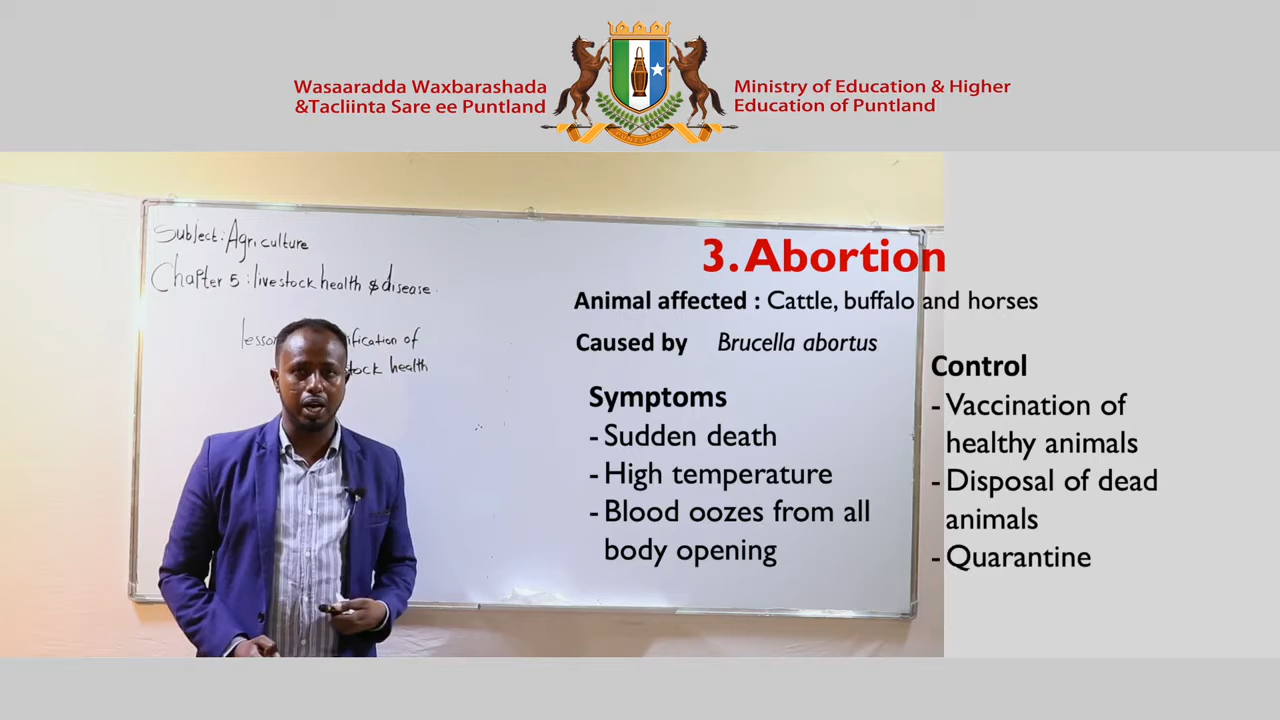 Wasaaradda Waxbarashada
&Tacliinta Sare ee Puntland
Ministry of Education & Higher
Education of Puntland
Sublect: Agriculture
Chapter 5 : livestock health & disease.
3. Abortion
Animal affected : Cattle, buffalo and horses
Caused by Brucella abortus
Symptoms
- Sudden death
- High temperature
- Blood oozes from all
body opening
Control
- Vaccination of
healthy animals
- Disposal of dead
animals
- Quarantine
of
health